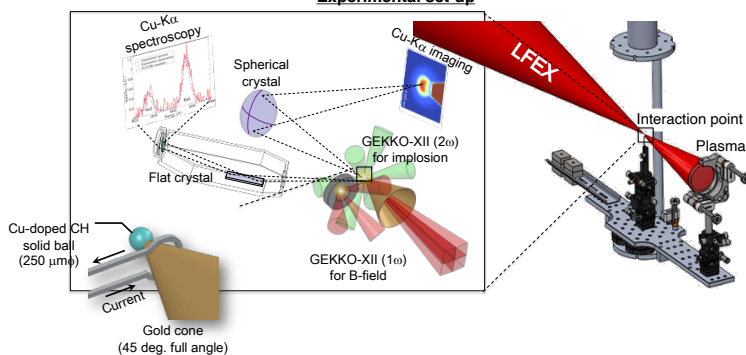 Experimental set-up
Cu-Kα
spectroscopy
Spherical
crystal
Cu-Kα imaging
LFEX
Interaction point
Plasma
GEKKO-XII (2ω)
for implosion
Flat crystal
Cu-doped CH
solid ball
(250 μmφ)
GEKKO-XII (1ω)
for B-field
Current
Gold cone
(45 deg. full angle)